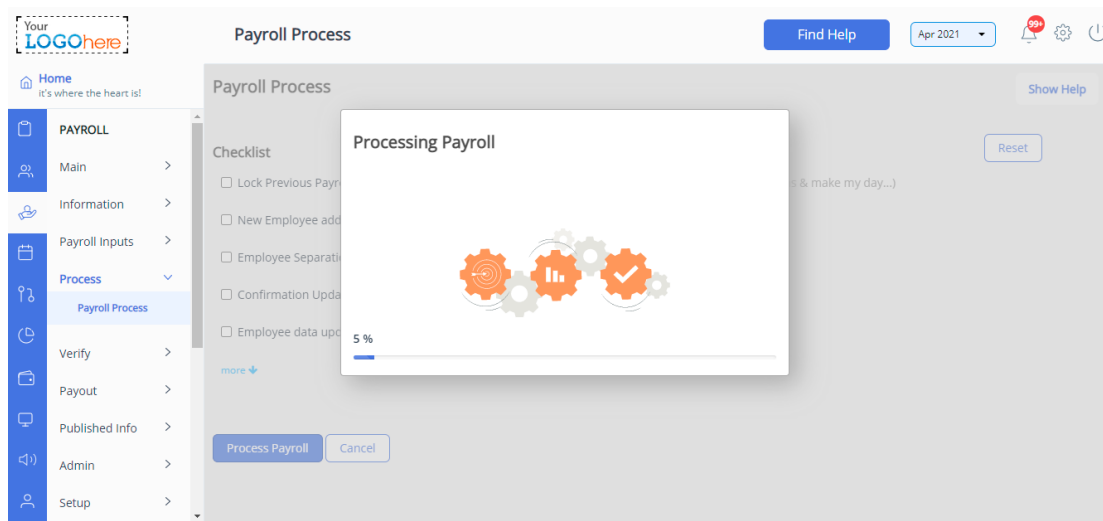 Your
LOGOhere
Payroll Process
Find Help
Apr 2021
99+
Home
it's where the heart is!
Payroll Process
Show Help
PAYROLL
Main
Information
Payroll Inputs
Process
Payroll Process
Verify
Payout
Published Info
Admin
Setup
Checklist
Reset
Lock Previous Payr
s & make my day...)
New Employee add
Employee Separati
Confirmation Upda
Employee data upd
more
Processing Payroll
5 %
Process Payroll
Cancel